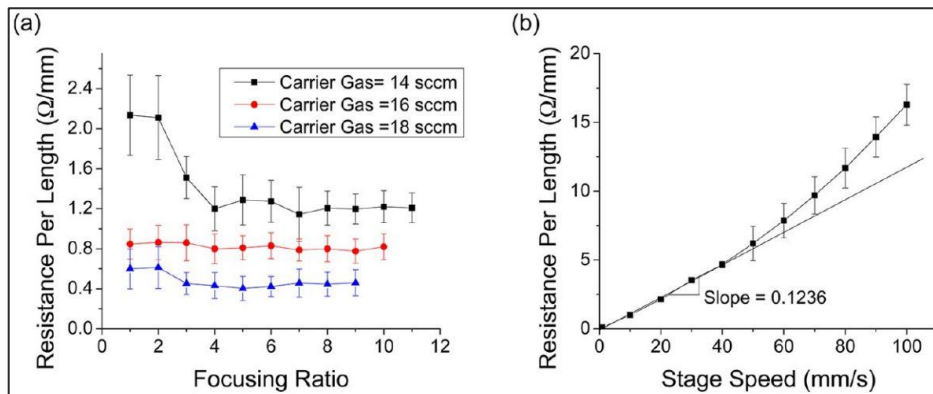 (a)
Resistance Per Length (Ω/mm)
2.4
2.0
1.6
1.2
0.8
0.4
0.0
Carrier Gas= 14 sccm
Carrier Gas =16 sccm
Carrier Gas =18 sccm
0 2 4 6 8 10 12
Focusing Ratio
(b)
Resistance Per Length (Ω/mm)
20
15
10
5
0
Slope = 0.1236
0 20 40 60 80 100
Stage Speed (mm/s)